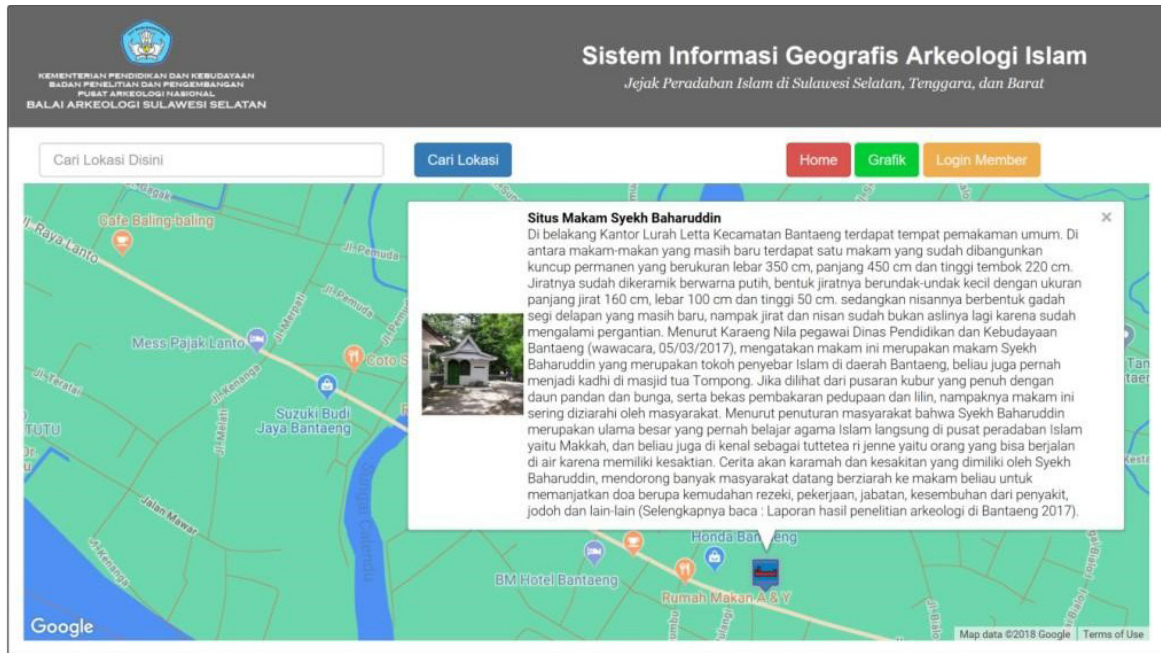 KEMENTERIAN PENDIDIKAN DAN KEBUDAYAAN
BADAN PENELITIAN DAN PENGEMBANGAN
PUSAT ARKEOLOGI NASIONAL
BALAI ARKEOLOGI SULAWESI SELATAN
Sistem Informasi Geografis Arkeologi Islam
Jejak Peradaban Islam di Sulawesi Selatan, Tenggara, dan Barat
Cari Lokasi Disini
Cari Lokasi
Home
Grafik
Login Member
Situs Makam Syekh Baharuddin
Di belakang Kantor Lurah Letta Kecamatan Bantaeng terdapat tempat pemakaman umum. Di
antara makam-makan yang masih baru terdapat satu makam yang sudah dibangunkan
kuncup permanen yang berukuran lebar 350 cm, panjang 450 cm dan tinggi tembok 220 cm.
Jiratnya sudah dikeramik berwarna putih, bentuk jiratnya berundak-undak kecil dengan ukuran
panjang jirat 160 cm, lebar 100 cm dan tinggi 50 cm. sedangkan nisannya berbentuk gadah
segi delapan yang masih baru, nampak jirat dan nisan sudah bukan aslinya lagi karena sudah
mengalami pergantian. Menurut Karaeng Nila pegawai Dinas Pendidikan dan Kebudayaan
Bantaeng (wawacara, 05/03/2017), mengatakan makam ini merupakan makam Syekh
Baharuddin yang merupakan tokoh penyebar Islam di daerah Bantaeng, beliau juga pernah
menjadi kadhi di masjid tua Tompong. Jika dilihat dari pusaran kubur yang penuh dengan
daun pandan dan bunga, serta bekas pembakaran pedupaan dan lilin, nampaknya makam ini
sering diziarahi oleh masyarakat. Menurut penuturan masyarakat bahwa Syekh Baharuddin
merupakan ulama besar yang pernah belajar agama Islam langsung di pusat peradaban Islam
yaitu Makkah, dan beliau juga di kenal sebagai tuttetea ri jenne yaitu orang yang bisa berjalan
di air karena memiliki kesaktian. Cerita akan karamah dan kesakitan yang dimiliki oleh Syekh
Baharuddin, mendorong banyak masyarakat datang berziarah ke makam beliau untuk
memanjatkan doa berupa kemudahan rezeki, pekerjaan, jabatan, kesembuhan dari penyakit,
jodoh dan lain-lain (Selengkapnya baca : Laporan hasil penelitian arkeologi di Bantaeng 2017).
Jl. Gagak
Cafe Baling-baling
Jl. Raya Lanto
Jl. Pemuda
Jl. Pemuda
Jl. Merpati
Mess Pajak Lanto
Coto
Jl. Teratai
Jl. Kenanga
Suzuki Budi
Jaya Bantaeng
Jl. Melati
TUTU
Jalan Mawar
Jl. Kenanga
Sungai Calendu
Honda Bantaeng
BM Hotel Bantaeng
Rumah Makan A & Y
Google
Map data ©2018 Google
Terms of Use